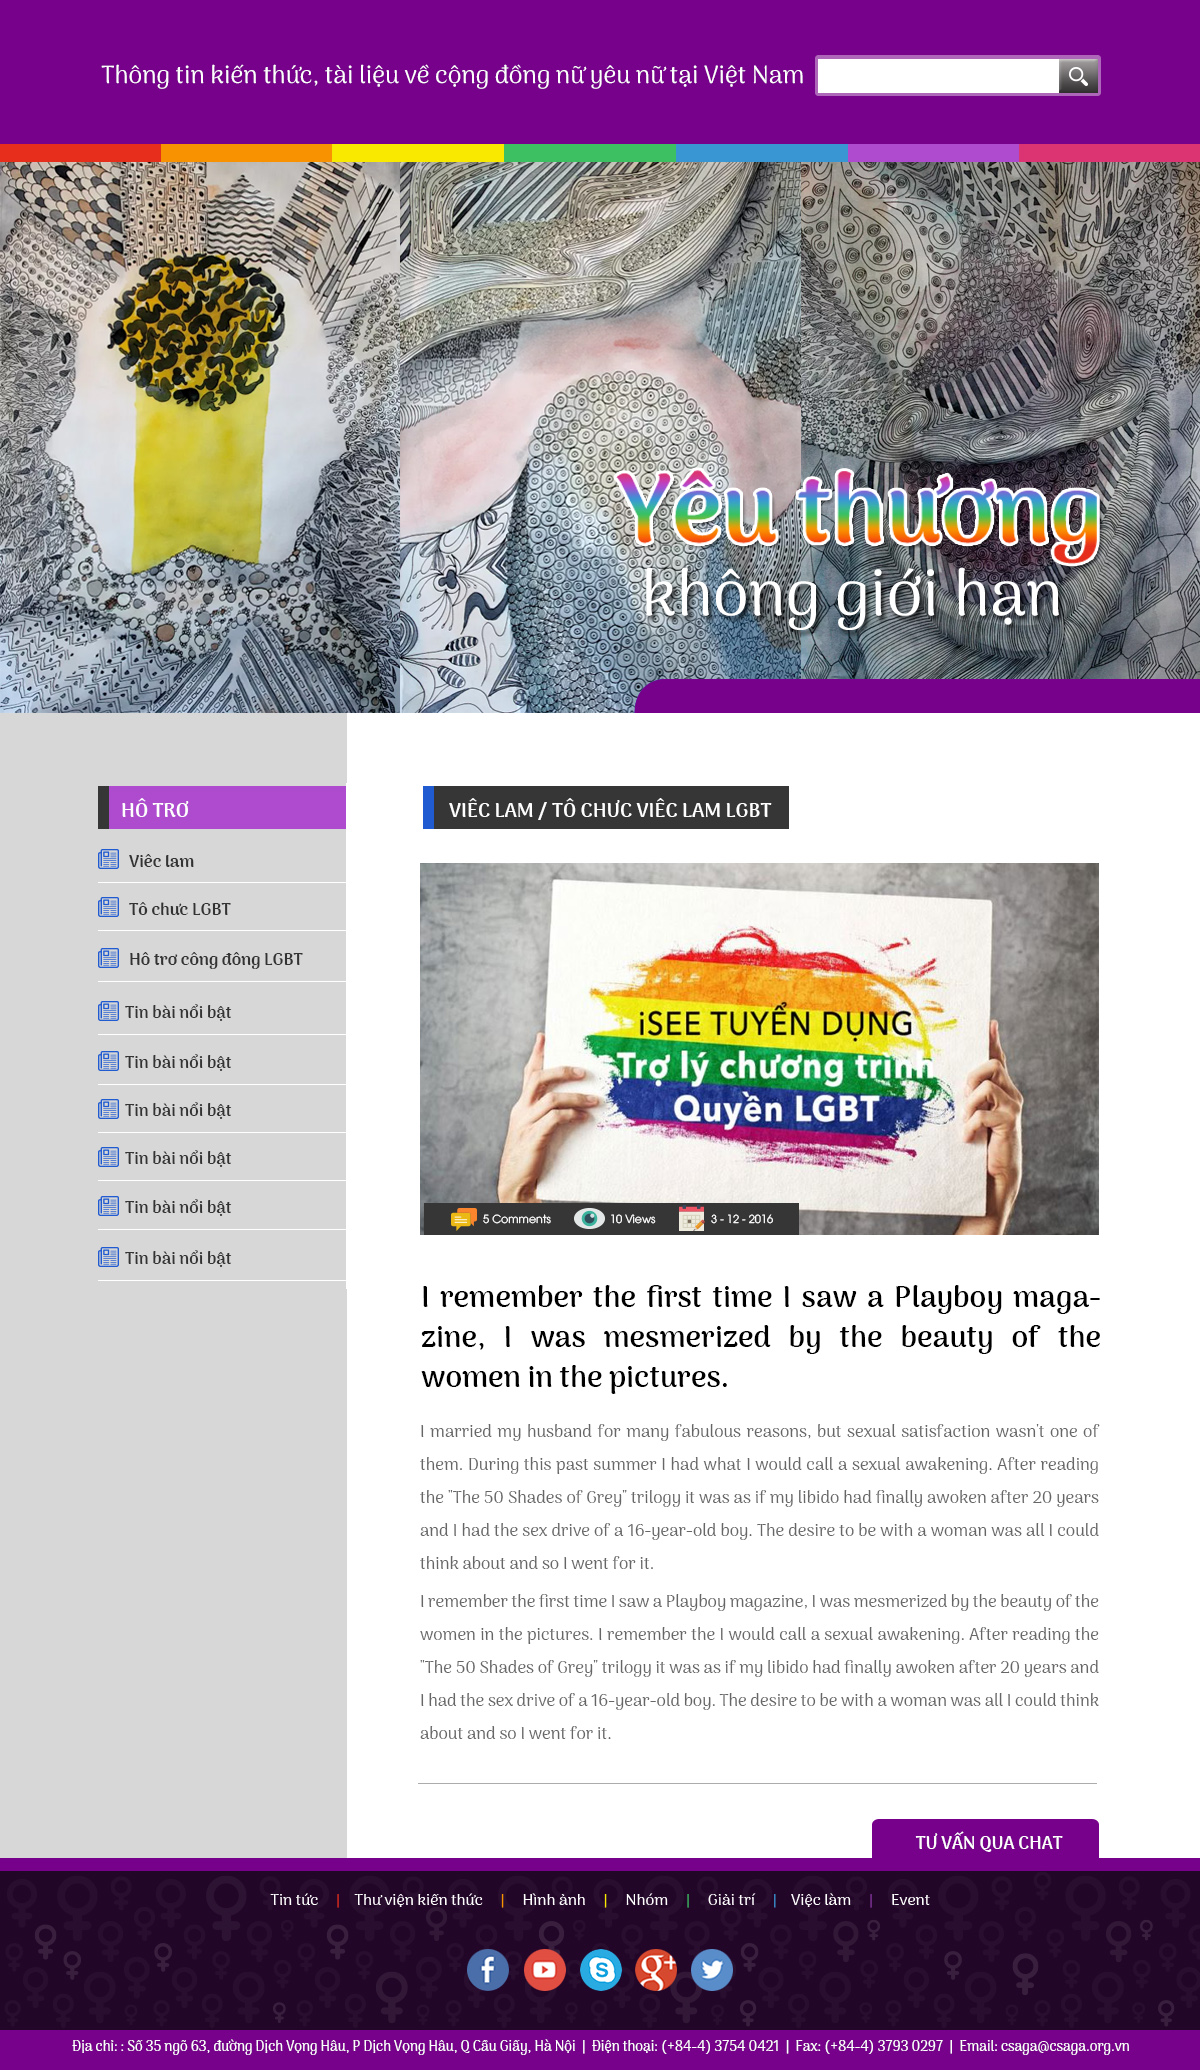 Thông tin kiến thức, tài liệu về cộng đồng nữ yêu nữ tại Việt Nam
Yêu thương
không giới hạn
HÔ TRƠ
Viêc lam
Tô chưc LGBT
Hô trơ công đông LGBT
Tin bài nổi bật
Tin bài nổi bật
Tin bài nổi bật
Tin bài nổi bật
Tin bài nổi bật
Tin bài nổi bật
VIÊC LAM / TÔ CHƯC VIÊC LAM LGBT
iSEE TUYỂN DỤNG
Trợ lý chương trình
Quyền LGBT
5 Comments 10 Views 3 - 12 - 2016
I remember the first time I saw a Playboy maga-
zine, I was mesmerized by the beauty of the
women in the pictures.
I married my husband for many fabulous reasons, but sexual satisfaction wasn't one of
them. During this past summer I had what I would call a sexual awakening. After reading
the "The 50 Shades of Grey" trilogy it was as if my libido had finally awoken after 20 years
and I had the sex drive of a 16-year-old boy. The desire to be with a woman was all I could
think about and so I went for it.
I remember the first time I saw a Playboy magazine, I was mesmerized by the beauty of the
women in the pictures. I remember the I would call a sexual awakening. After reading the
"The 50 Shades of Grey" trilogy it was as if my libido had finally awoken after 20 years and
I had the sex drive of a 16-year-old boy. The desire to be with a woman was all I could think
about and so I went for it.
TƯ VẤN QUA CHAT
Tin tức | Thư viện kiến thức | Hình ảnh | Nhóm | Giải trí | Việc làm | Event
Địa chỉ: : Số 35 ngõ 63, đường Dịch Vọng Hâu, P Dịch Vọng Hâu, Q Cầu Giấy, Hà Nội | Điện thoại: (+84-4) 3754 0421 | Fax: (+84-4) 3793 0297 | Email: csaga@csaga.org.vn